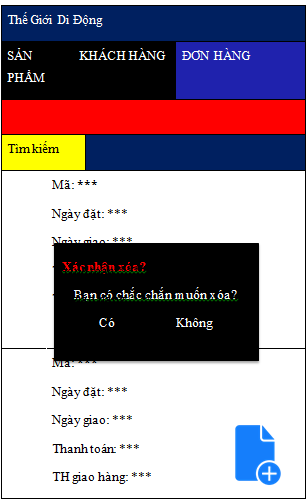 Thế Giới Di Động
SẢN PHẨM
KHÁCH HÀNG
ĐƠN HÀNG
Tìm kiếm
Mã: ***
Ngày đặt: ***
Ngày giao: ***
Xác nhận xóa?
Bạn có chắc chắn muốn xóa?
Có
Không
Mã: ***
Ngày đặt: ***
Ngày giao: ***
Thanh toán: ***
TH giao hàng: ***